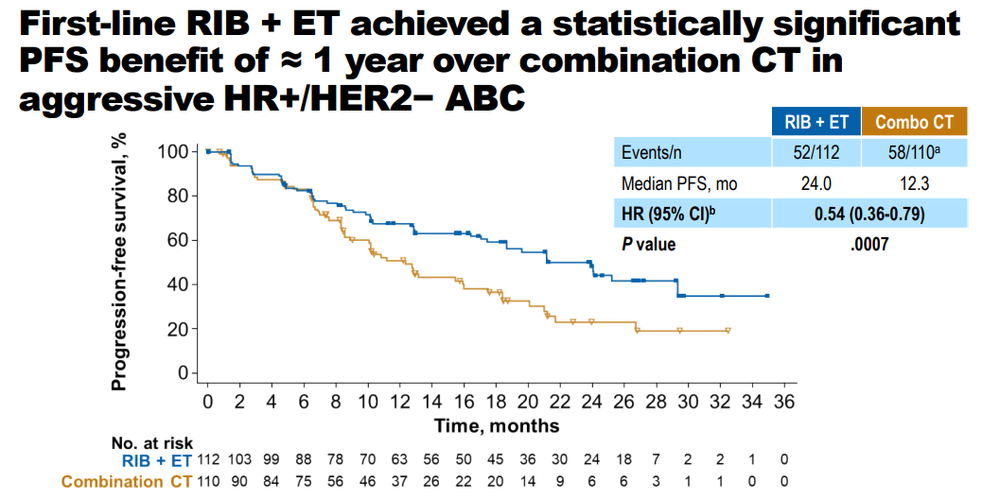 First-line RIB + ET achieved a statistically significant
PFS benefit of ≈ 1 year over combination CT in
aggressive HR+/HER2− ABC
RIB + ET Combo CT
Events/n 52/112 58/110ᵃ
Median PFS, mo 24.0 12.3
HR (95% CI)ᵇ 0.54 (0.36-0.79)
P value .0007
Progression-free survival, %
100
80
60
40
20
0
0 2 4 6 8 10 12 14 16 18 20 22 24 26 28 30 32 34 36
Time, months
No. at risk
RIB + ET 112 103 99 88 78 70 63 56 50 45 36 30 24 18 7 2 2 1 0
Combination CT 110 90 84 75 56 46 37 26 22 20 14 9 6 6 3 1 1 0 0